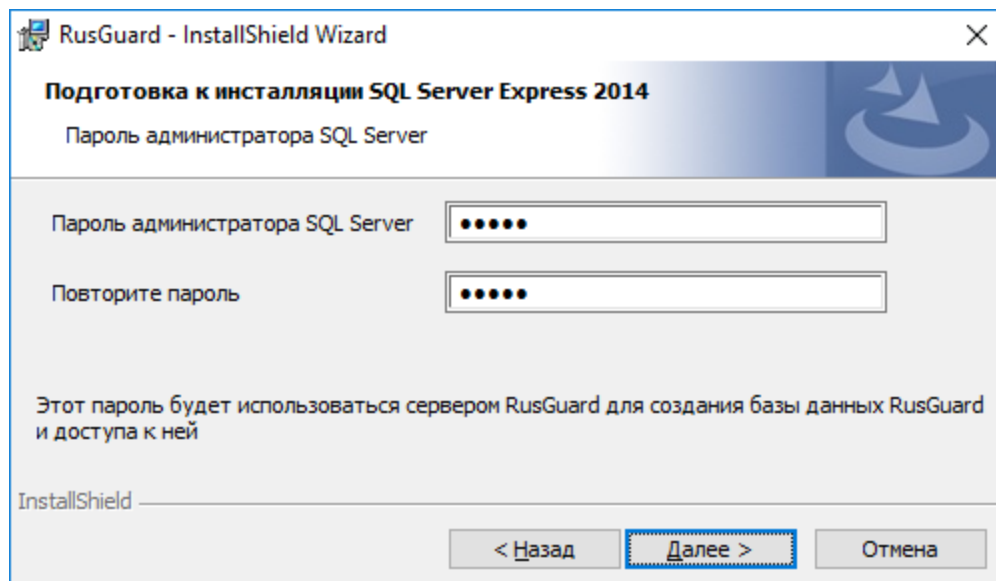 RusGuard - InstallShield Wizard
Подготовка к инсталляции SQL Server Express 2014
Пароль администратора SQL Server
Пароль администратора SQL Server
•••••
Повторите пароль
•••••
Этот пароль будет использоваться сервером RusGuard для создания базы данных RusGuard
и доступа к ней
InstallShield
< Назад
Далее >
Отмена